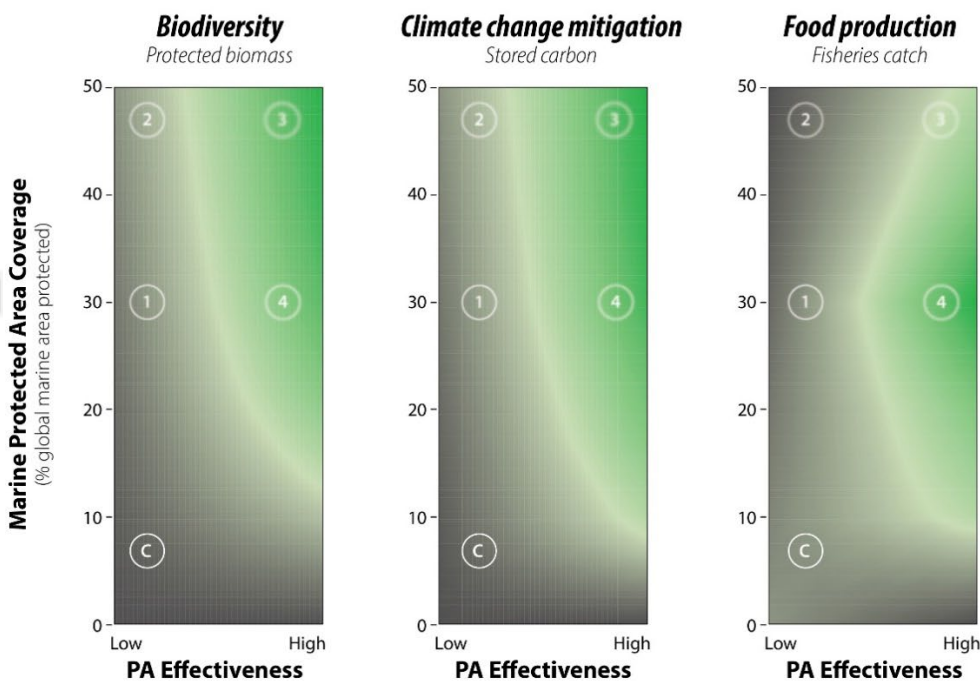 Biodiversity
Protected biomass
Climate change mitigation
Stored carbon
Food production
Fisheries catch
Marine Protected Area Coverage
(% global marine area protected)
50
40
30
20
10
0
2
3
1
4
C
Low
High
PA Effectiveness
50
40
30
20
10
0
2
3
1
4
C
Low
High
PA Effectiveness
50
40
30
20
10
0
2
3
1
4
C
Low
High
PA Effectiveness